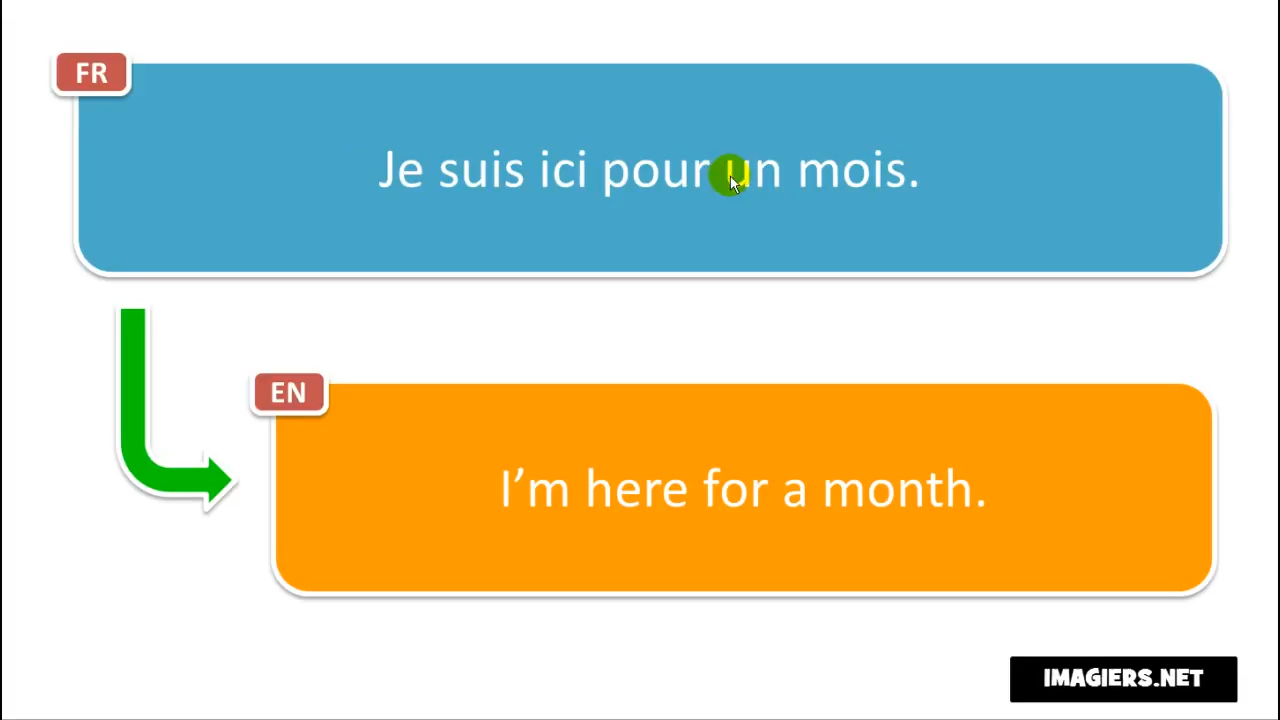 FR
Je suis ici pour un mois.
EN
I’m here for a month.
IMAGIERS.NET